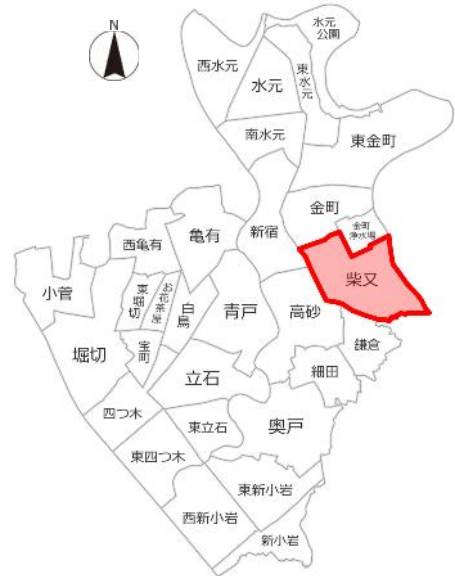 水元
公園
西水元
水元
東水元
南水元
東金町
金町
金町
浄水場
新宿
柴又
西亀有
亀有
小菅
東堀切
お花茶屋
白鳥
青戸
高砂
鎌倉
堀切
宝町
細田
立石
四つ木
東立石
奥戸
東四つ木
東新小岩
西新小岩
新小岩